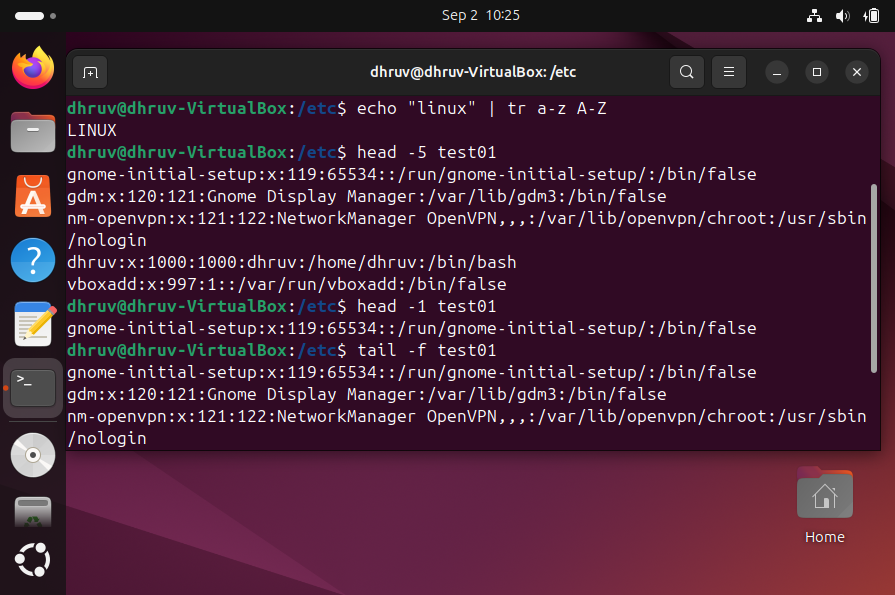 Sep 2 10:25
dhruv@dhruv-VirtualBox: /etc
dhruv@dhruv-VirtualBox:/etc$ echo "linux" | tr a-z A-Z
LINUX
dhruv@dhruv-VirtualBox:/etc$ head -5 test01
gnome-initial-setup:x:119:65534::/run/gnome-initial-setup/:/bin/false
gdm:x:120:121:Gnome Display Manager:/var/lib/gdm3:/bin/false
nm-openvpn:x:121:122:NetworkManager OpenVPN,,,:/var/lib/openvpn/chroot:/usr/sbin
/nologin
dhruv:x:1000:1000:dhruv:/home/dhruv:/bin/bash
vboxadd:x:997:1::/var/run/vboxadd:/bin/false
dhruv@dhruv-VirtualBox:/etc$ head -1 test01
gnome-initial-setup:x:119:65534::/run/gnome-initial-setup/:/bin/false
dhruv@dhruv-VirtualBox:/etc$ tail -f test01
gnome-initial-setup:x:119:65534::/run/gnome-initial-setup/:/bin/false
gdm:x:120:121:Gnome Display Manager:/var/lib/gdm3:/bin/false
nm-openvpn:x:121:122:NetworkManager OpenVPN,,,:/var/lib/openvpn/chroot:/usr/sbin
/nologin
Home